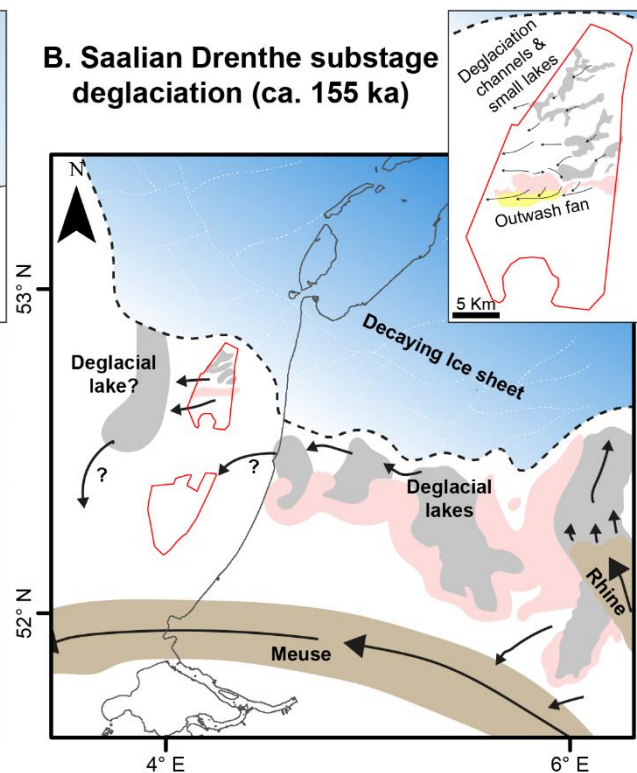 B. Saalian Drenthe substage
deglaciation (ca. 155 ka)
Deglaciation
channels &
small lakes
Outwash fan
5 Km
N
53° N
Decaying Ice sheet
Deglacial
lake?
?
?
Deglacial
lakes
Rhine
52° N
Meuse
4° E
6° E